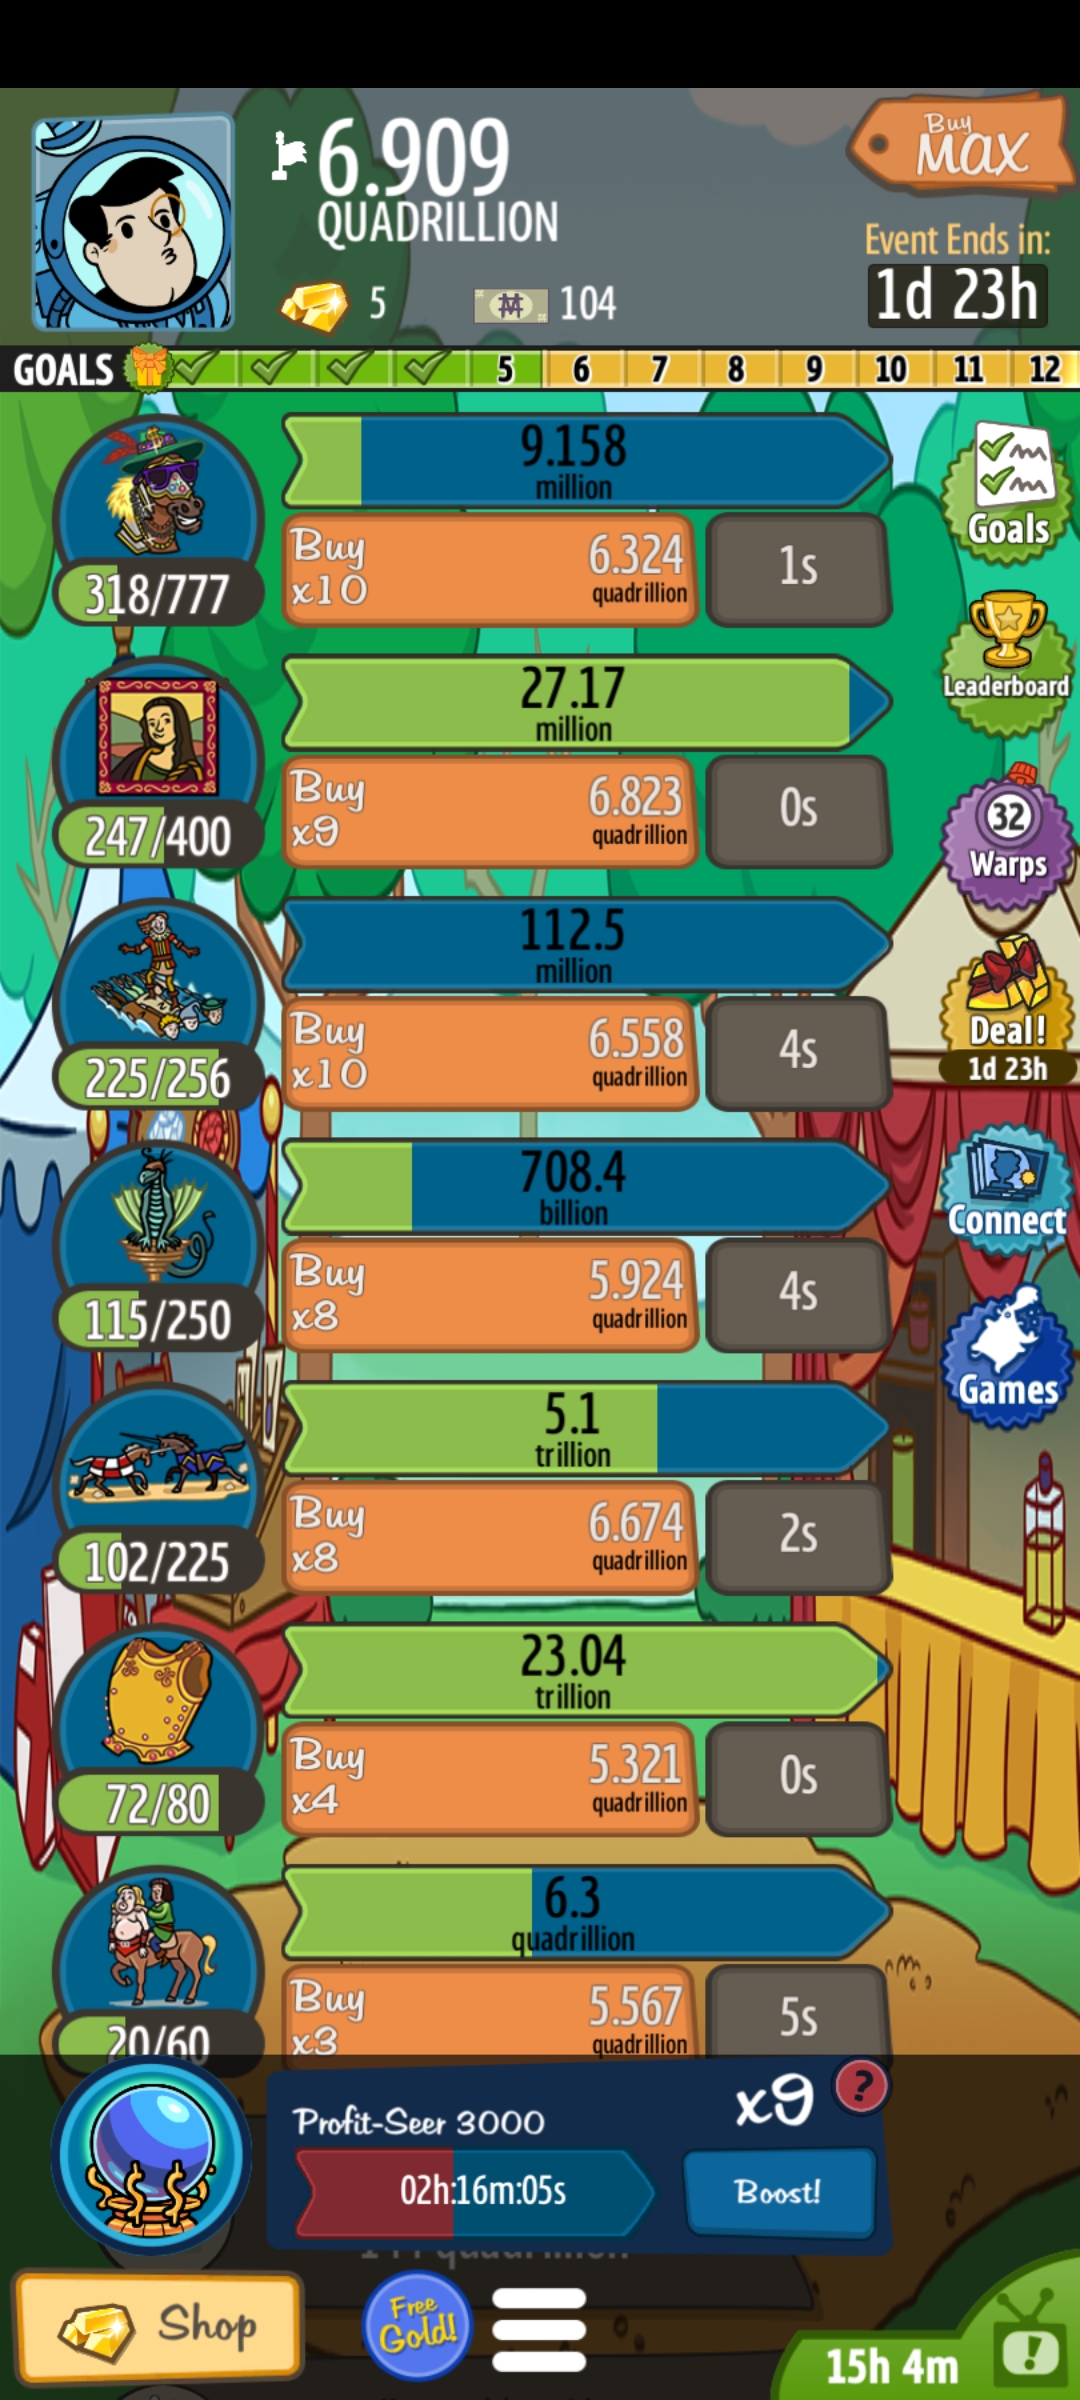 6.909
QUADRILLION
Buy
MAX
Event Ends in:
1d 23h
5
104
GOALS 5 6 7 8 9 10 11 12
9.158
million
318/777
Buy
x10
6.324
quadrillion
1s
Goals
Leaderboard
27.17
million
247/400
Buy
x9
6.823
quadrillion
0s
32
Warps
112.5
million
225/256
Buy
x10
6.558
quadrillion
4s
Deal!
1d 23h
708.4
billion
115/250
Buy
x8
5.924
quadrillion
4s
Connect
Games
5.1
trillion
102/225
Buy
x8
6.674
quadrillion
2s
23.04
trillion
72/80
Buy
x4
5.321
quadrillion
0s
6.3
quadrillion
20/60
Buy
x3
5.567
quadrillion
5s
Profit-Seer 3000
x9
?
02h:16m:05s
Boost!
Shop
Free
Gold!
15h 4m
!